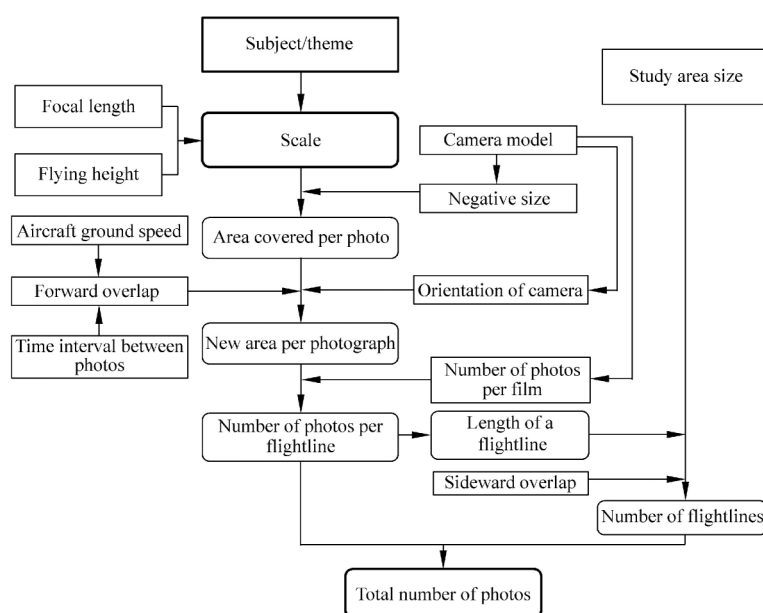 Subject/theme
Study area size
Focal length
Scale
Camera model
Flying height
Negative size
Aircraft ground speed
Area covered per photo
Forward overlap
Orientation of camera
Time interval between
photos
New area per photograph
Number of photos
per film
Number of photos per
flightline
Length of a
flightline
Sideward overlap
Number of flightlines
Total number of photos